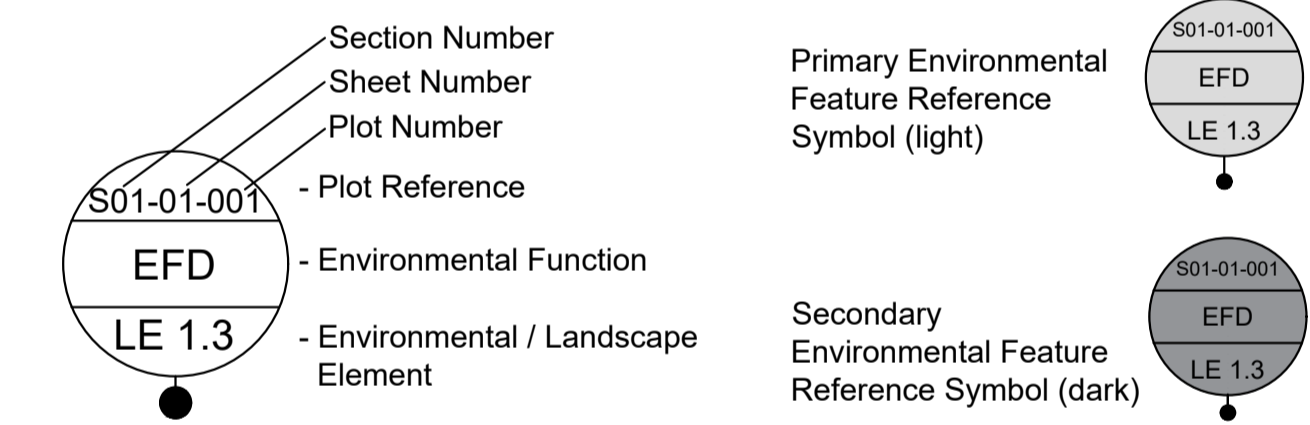 Section Number
Sheet Number
Plot Number
S01-01-001
- Plot Reference
EFD
- Environmental Function
LE 1.3
- Environmental / Landscape
Element
Primary Environmental
Feature Reference
Symbol (light)
S01-01-001
EFD
LE 1.3
Secondary
Environmental Feature
Reference Symbol (dark)
S01-01-001
EFD
LE 1.3